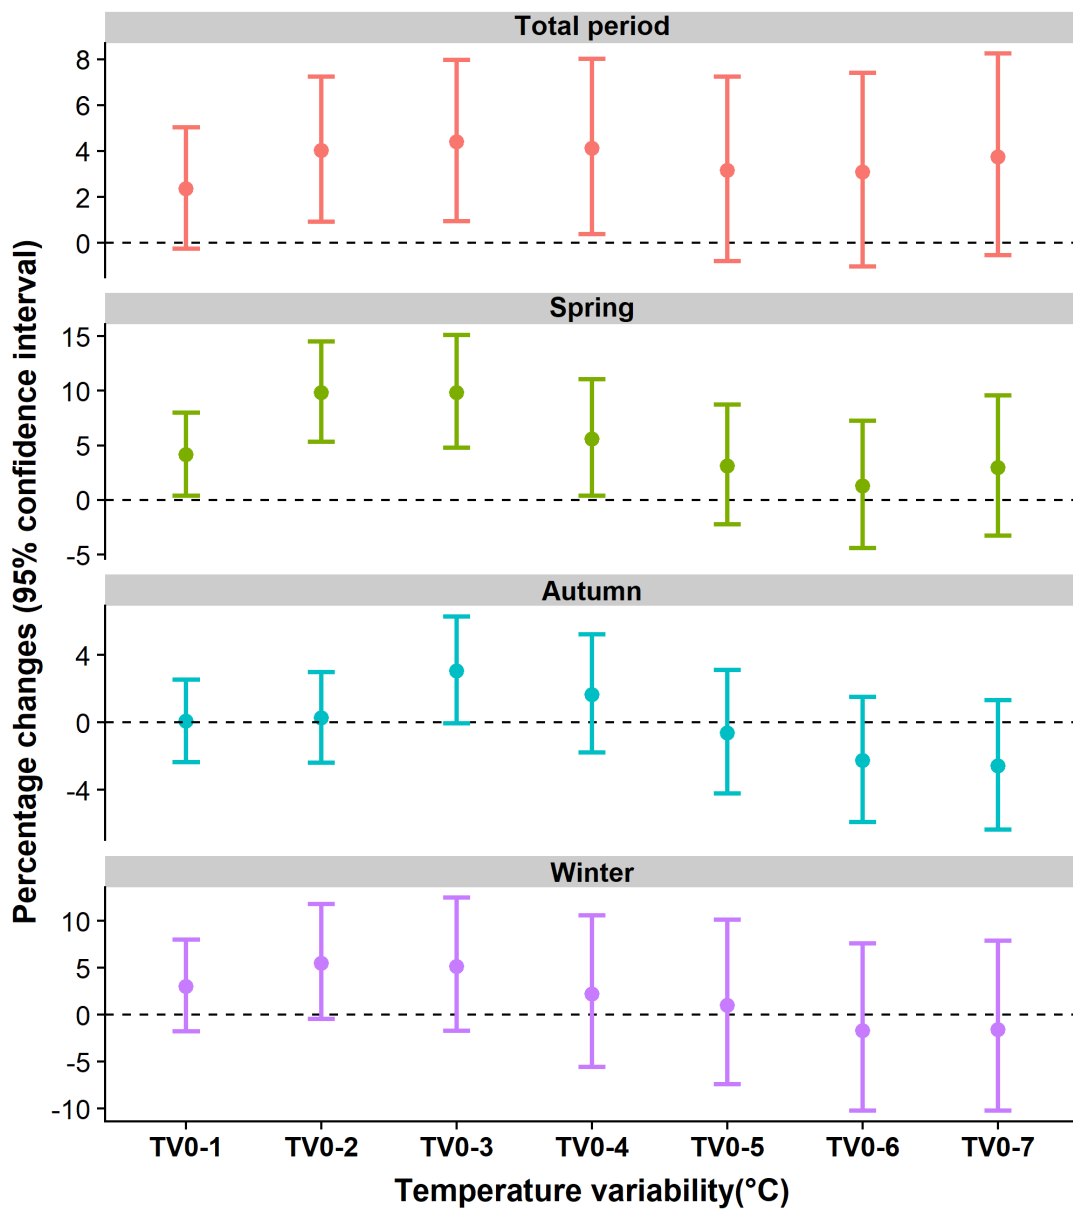 Total period
8
6
4
2
0
Spring
15
10
5
0
-5
Autumn
4
0
-4
Winter
10
5
0
-5
-10
TV0-1 TV0-2 TV0-3 TV0-4 TV0-5 TV0-6 TV0-7
Temperature variability(°C)
Percentage changes (95% confidence interval)